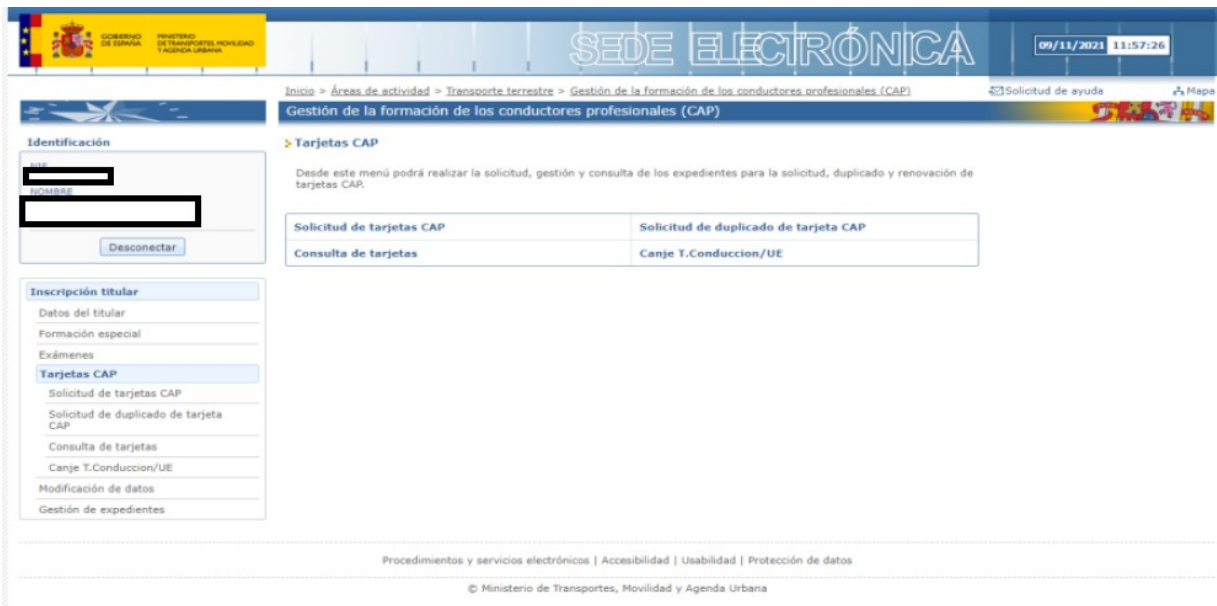 GOBIERNO
DE ESPAÑA
MINISTERIO
DE TRANSPORTES, MOVILIDAD
Y AGENDA URBANA
SEDE ELECTRÓNICA
09/11/2021 11:57:26
Inicio > Áreas de actividad > Transporte terrestre > Gestión de la formación de los conductores profesionales (CAP)
Solicitud de ayuda
Mapa
Gestión de la formación de los conductores profesionales (CAP)
Identificación
NIF
NOMBRE
Desconectar
Inscripción titular
Datos del titular
Formación especial
Exámenes
Tarjetas CAP
Solicitud de tarjetas CAP
Solicitud de duplicado de tarjeta
CAP
Consulta de tarjetas
Canje T.Conduccion/UE
Modificación de datos
Gestión de expedientes
Tarjetas CAP
Desde este menú podrá realizar la solicitud, gestión y consulta de los expedientes para la solicitud, duplicado y renovación de
tarjetas CAP.
Solicitud de tarjetas CAP
Solicitud de duplicado de tarjeta CAP
Consulta de tarjetas
Canje T.Conduccion/UE
Procedimientos y servicios electrónicos | Accesibilidad | Usabilidad | Protección de datos
© Ministerio de Transportes, Movilidad y Agenda Urbana